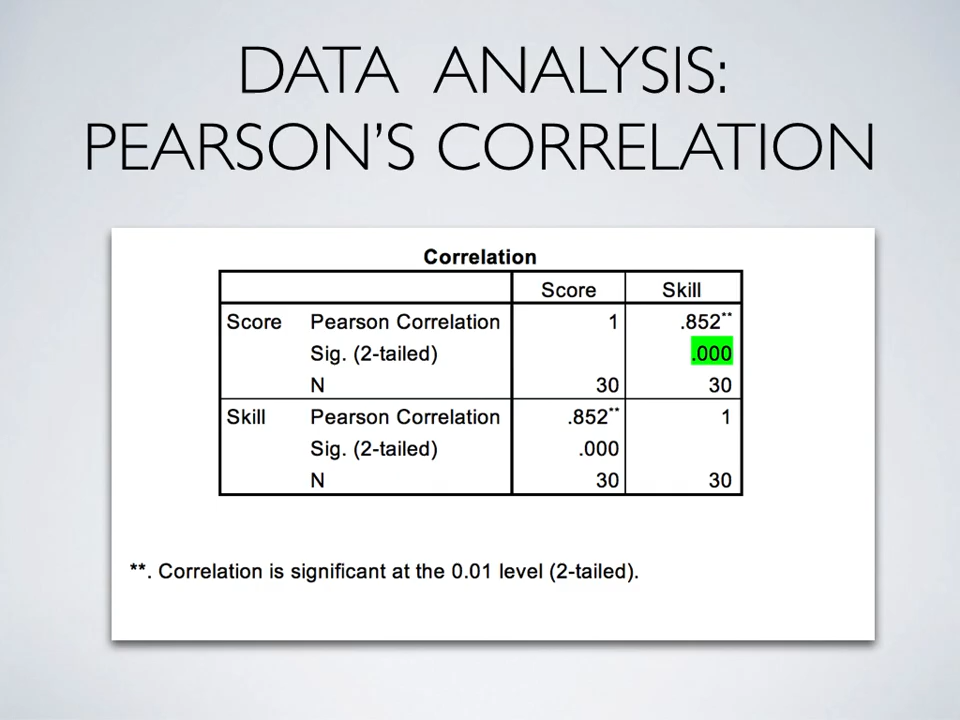 DATA ANALYSIS:
PEARSON'S CORRELATION
Correlation
Score Skill
Score Pearson Correlation 1 .852**
Sig. (2-tailed) .000
N 30 30
Skill Pearson Correlation .852** 1
Sig. (2-tailed) .000
N 30 30
**. Correlation is significant at the 0.01 level (2-tailed).